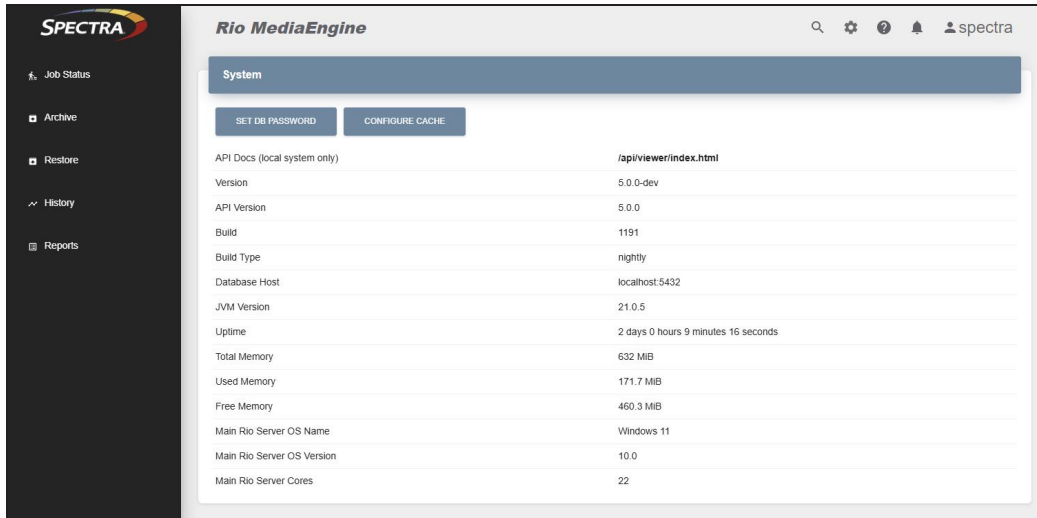 SPECTRA
Rio MediaEngine
spectra
Job Status
Archive
Restore
History
Reports
System
SET DB PASSWORD CONFIGURE CACHE
API Docs (local system only) /api/viewer/index.html
Version 5.0.0-dev
API Version 5.0.0
Build 1191
Build Type nightly
Database Host localhost:5432
JVM Version 21.0.5
Uptime 2 days 0 hours 9 minutes 16 seconds
Total Memory 632 MiB
Used Memory 171.7 MiB
Free Memory 460.3 MiB
Main Rio Server OS Name Windows 11
Main Rio Server OS Version 10.0
Main Rio Server Cores 22